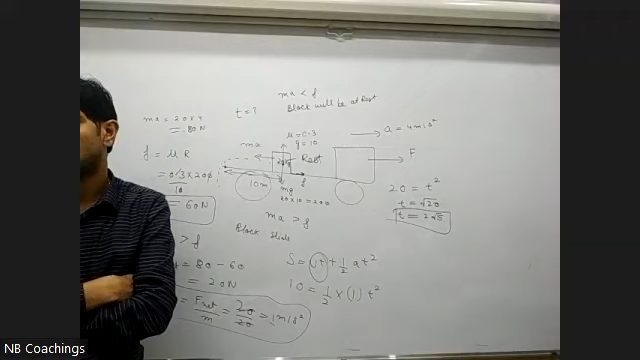 ma < f
Block will be at Rest
ma = 20 x 4
= 80N
t = ?
μ = 0.3
g = 10
a = 4m/s²
ma
Rest
F
f = μ R
= 0.3 x 200
10
= 60N
10m
mg
20 x 10 = 200
f
20 = t²
t = √20
t = 2√5
ma > f
Block slide
> f
= 80 - 60
= 20N
S = ut + 1/2 at²
10 = 1/2 x (1) t²
= Fnet/m = 20/20 = 1m/s²
NB Coachings